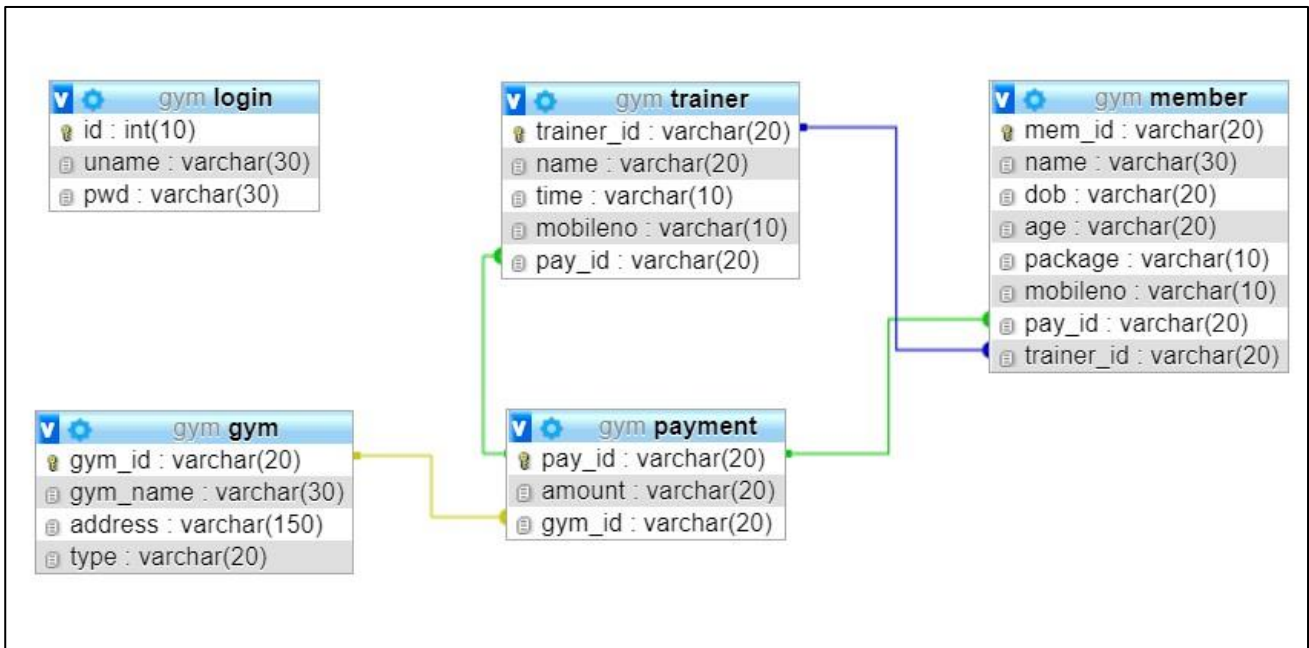 gym login
id : int(10)
uname : varchar(30)
pwd : varchar(30)
gym trainer
trainer_id : varchar(20)
name : varchar(20)
time : varchar(10)
mobileno : varchar(10)
pay_id : varchar(20)
gym member
mem_id : varchar(20)
name : varchar(30)
dob : varchar(20)
age : varchar(20)
package : varchar(10)
mobileno : varchar(10)
pay_id : varchar(20)
trainer_id : varchar(20)
gym gym
gym_id : varchar(20)
gym_name : varchar(30)
address : varchar(150)
type : varchar(20)
gym payment
pay_id : varchar(20)
amount : varchar(20)
gym_id : varchar(20)